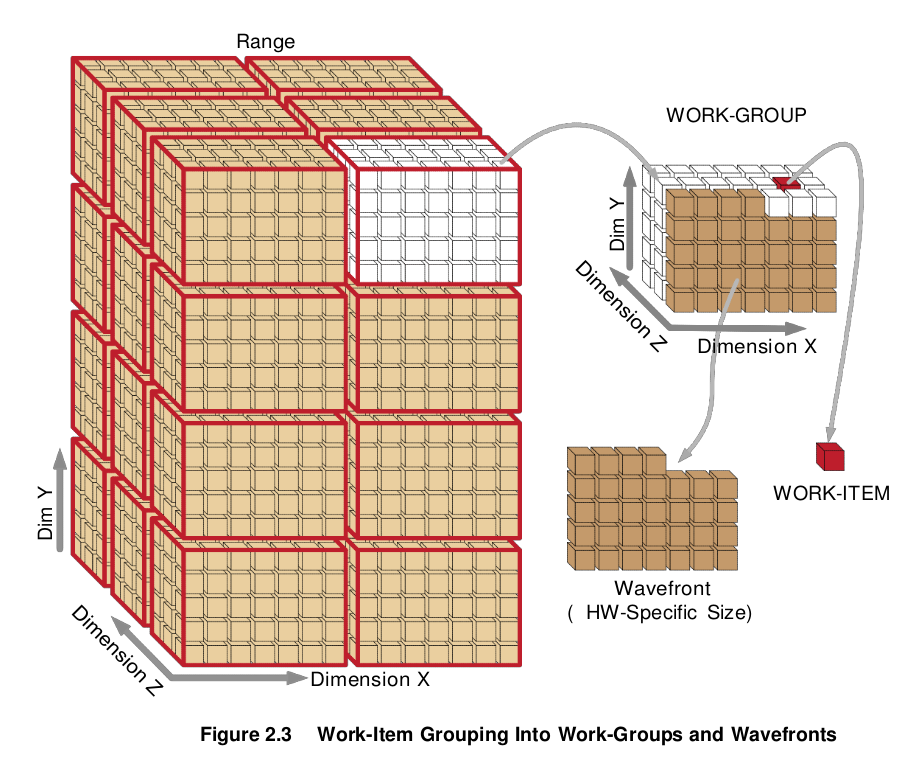 Range
WORK-GROUP
Dim Y
Dimension Z
Dimension X
WORK-ITEM
Wavefront
( HW-Specific Size)
Dim Y
Dimension Z
Dimension X
Figure 2.3 Work-Item Grouping Into Work-Groups and Wavefronts